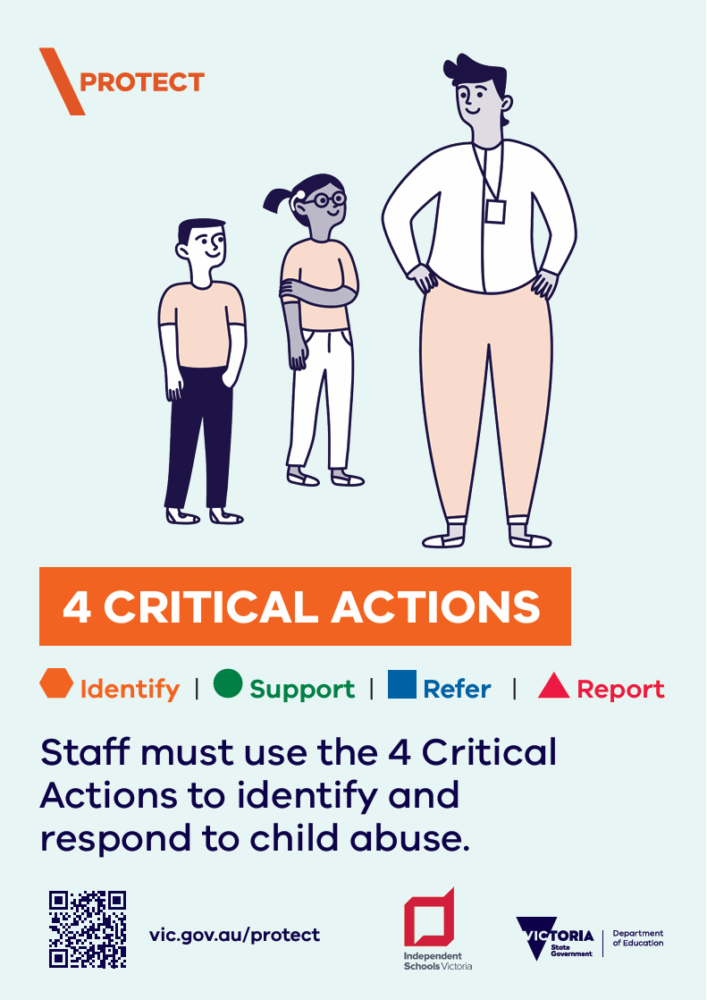 PROTECT
4 CRITICAL ACTIONS
Identify | Support | Refer | Report
Staff must use the 4 Critical
Actions to identify and
respond to child abuse.
vic.gov.au/protect
Independent
Schools Victoria
VICTORIA
State
Government
Department
of Education